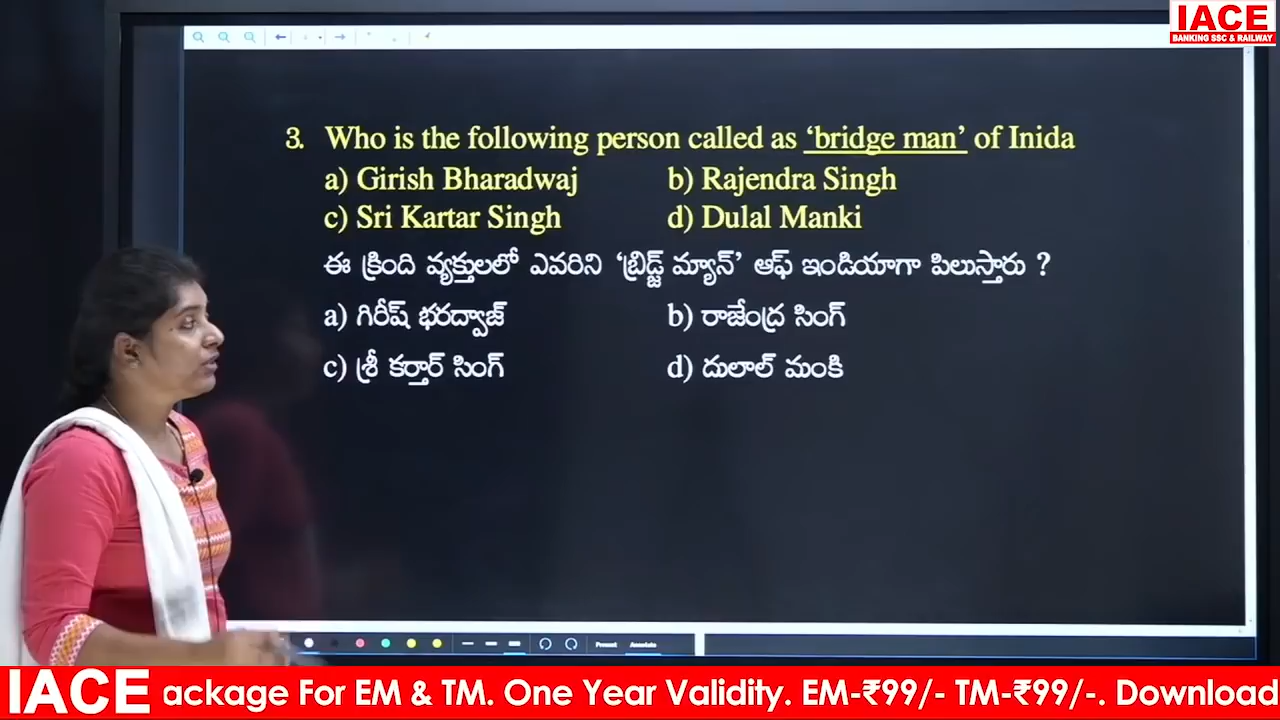 IACE
BANKING SSC & RAILWAY
3. Who is the following person called as ‘bridge man’ of Inida
a) Girish Bharadwaj b) Rajendra Singh
c) Sri Kartar Singh d) Dulal Manki
ఈ క్రింది వ్యక్తులలో ఎవరిని ‘బ్రిడ్జ్ మ్యాన్’ ఆఫ్ ఇండియాగా పిలుస్తారు ?
a) గిరీష్ భరద్వాజ్ b) రాజేంద్ర సింగ్
c) శ్రీ కర్తార్ సింగ్ d) దులాల్ మంకి
Present Annotate
IACE ackage For EM & TM. One Year Validity. EM-₹99/- TM-₹99/-. Download